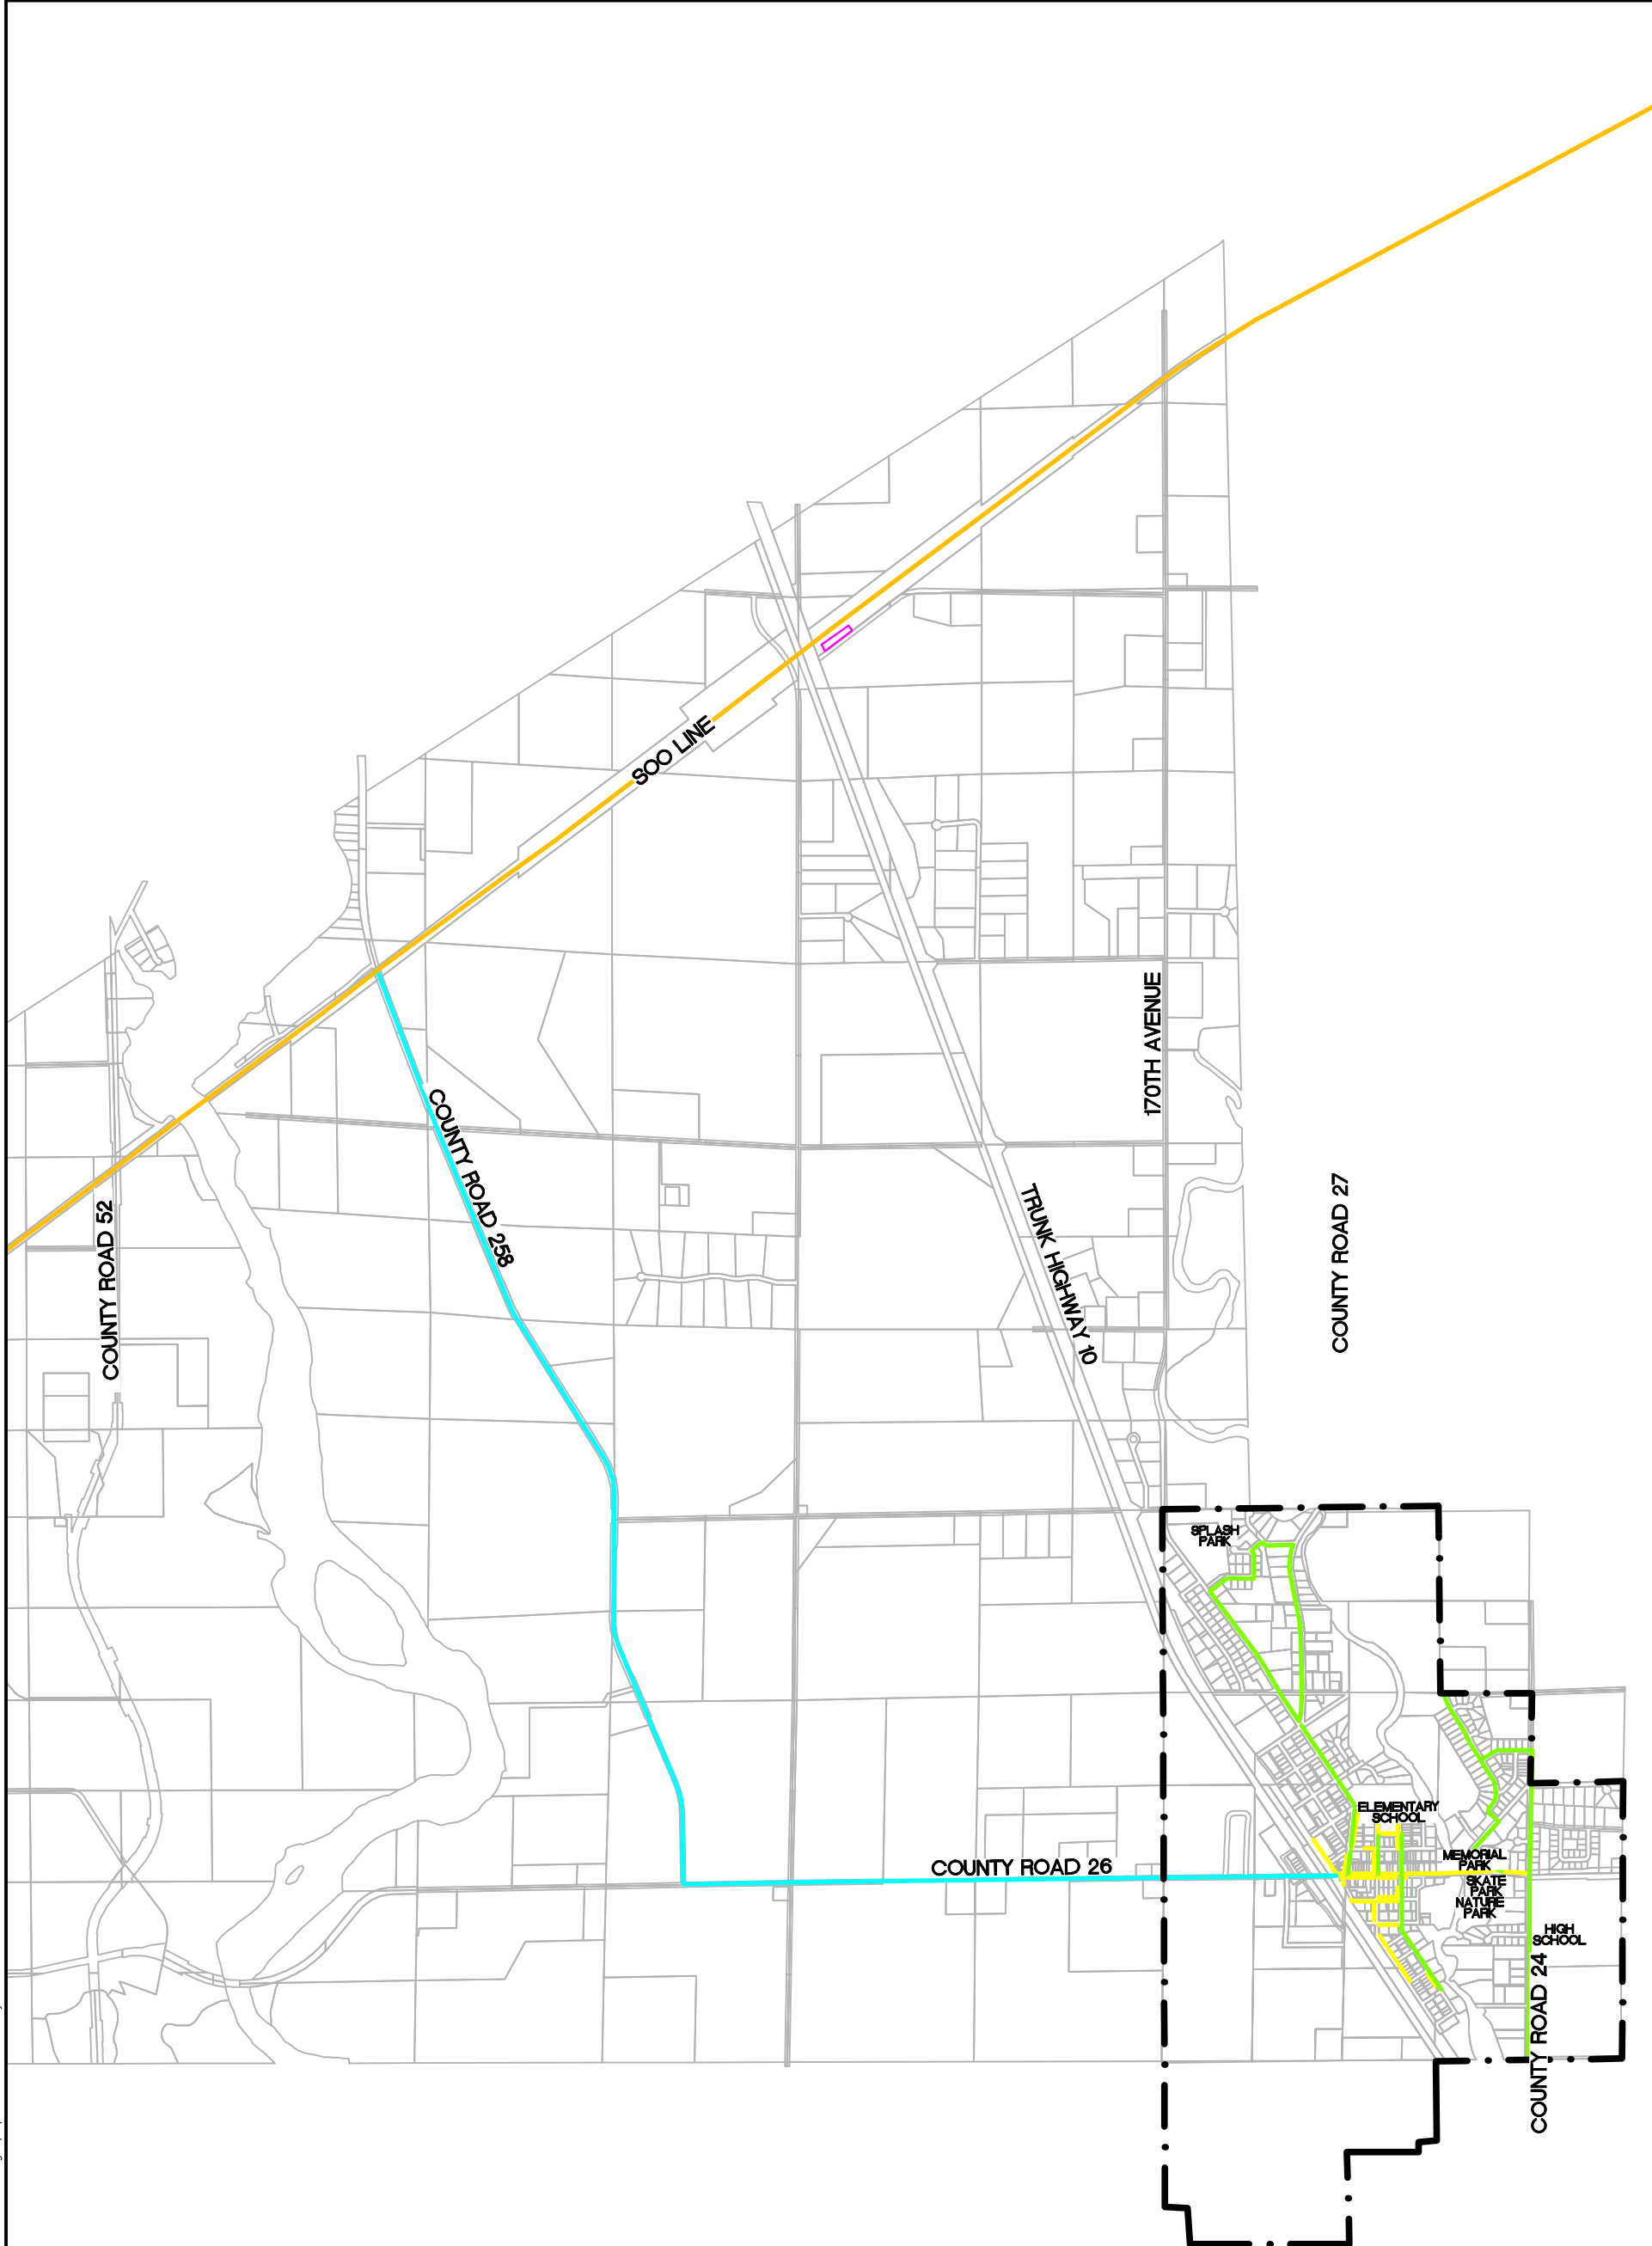 SOO LINE
170TH AVENUE
COUNTY ROAD 258
COUNTY ROAD 52
TRUNK HIGHWAY 10
COUNTY ROAD 27
SPLASH
PARK
ELEMENTARY
SCHOOL
COUNTY ROAD 26
MEMORIAL
PARK
SKATE
PARK
NATURE
PARK
HIGH
SCHOOL
COUNTY ROAD 24